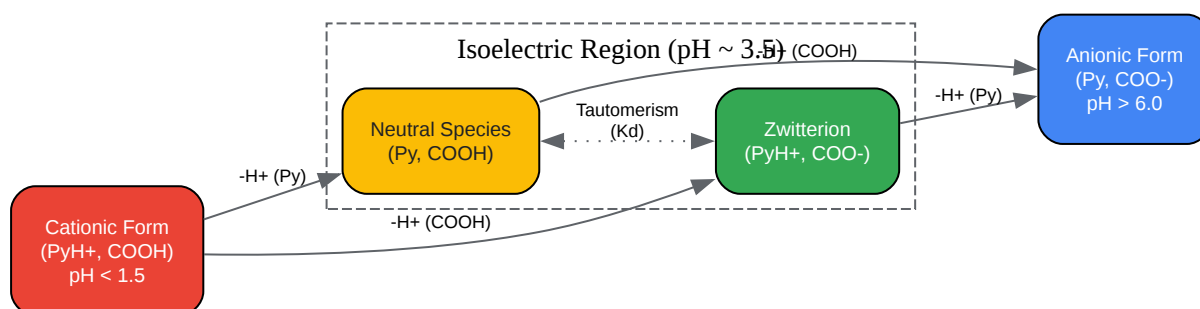 Isoelectric Region (pH ~ 3.5)
-H+ (COOH)
Anionic Form
(Py, COO-)
pH > 6.0
-H+ (Py)
Tautomerism
(Kd)
Neutral Species
(Py, COOH)
Zwitterion
(PyH+, COO-)
-H+ (Py)
-H+ (COOH)
Cationic Form
(PyH+, COOH)
pH < 1.5